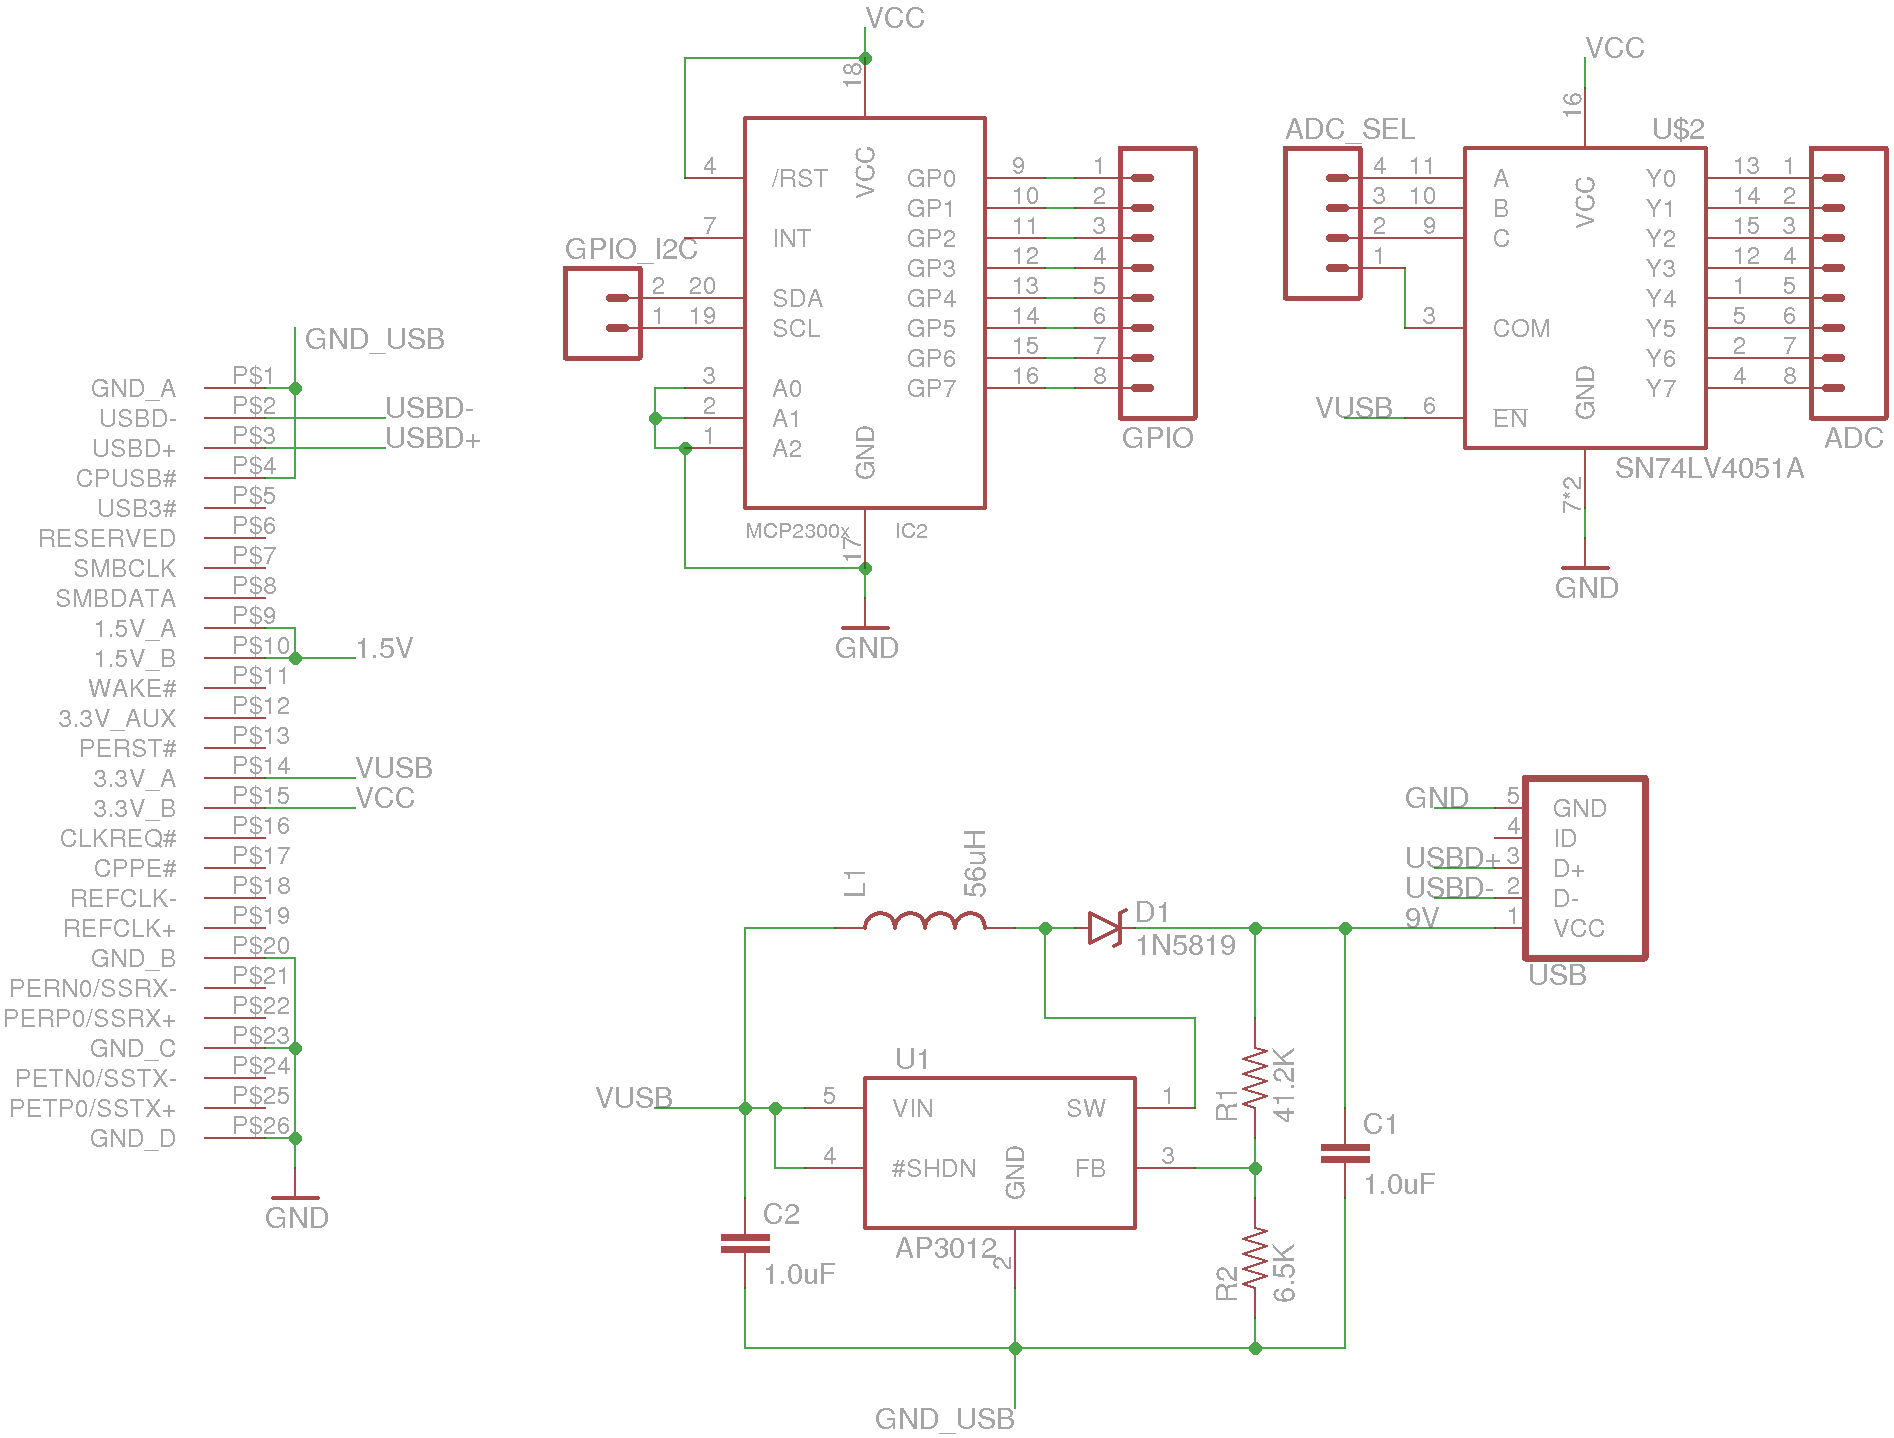 GND_USB
GND_A P$1
USBD- P$2 USBD-
USBD+ P$3 USBD+
CPUSB# P$4
USB3# P$5
RESERVED P$6
SMBCLK P$7
SMBDATA P$8
1.5V_A P$9
1.5V_B P$10 1.5V
WAKE# P$11
3.3V_AUX P$12
PERST# P$13
3.3V_A P$14 VUSB
3.3V_B P$15 VCC
CLKREQ# P$16
CPPE# P$17
REFCLK- P$18
REFCLK+ P$19
GND_B P$20
PERN0/SSRX- P$21
PERP0/SSRX+ P$22
GND_C P$23
PETN0/SSTX- P$24
PETP0/SSTX+ P$25
GND_D P$26
GND
VCC
18
VCC
4 /RST GP0 9 1
GP1 10 2
7 INT GP2 11 3
GPIO_I2C
GP3 12 4
2 20 SDA GP4 13 5
1 19 SCL GP5 14 6
GP6 15 7
3 A0 GP7 16 8
2 A1
1 A2
GND
GPIO
MCP2300x IC2
17
GND
VCC
16
ADC_SEL U$2
VCC
4 11 A Y0 13 1
3 10 B Y1 14 2
2 9 C Y2 15 3
1 Y3 12 4
Y4 1 5
3 COM Y5 5 6
Y6 2 7
Y7 4 8
GND
VUSB 6 EN
ADC
SN74LV4051A
7*2
GND
GND 5 GND
4 ID
USBD+ 3 D+
USBD- 2 D-
9V 1 VCC
USB
L1 56uH
D1
1N5819
U1
VUSB 5 VIN SW 1
4 #SHDN GND FB 3
AP3012
2
R1 41.2K
C1
1.0uF
C2
1.0uF
R2 6.5K
GND_USB